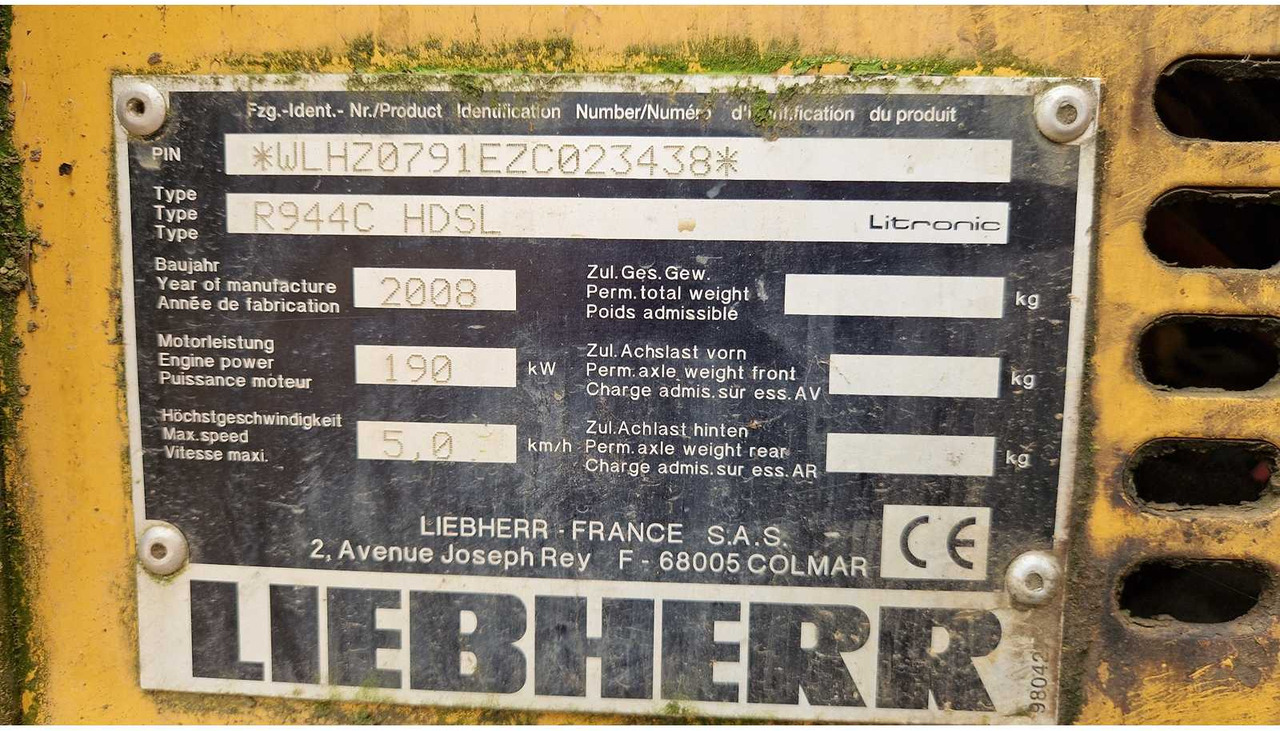 Fzg.-Ident.- Nr./Product Identification Number/Numéro d'identification du produit
PIN *WLHZ0791EZC023438*
Type
Type R944C HDSL Litronic
Type
Baujahr
Year of manufacture 2008
Année de fabrication
Zul.Ges.Gew.
Perm.total weight kg
Poids admissible
Motorleistung
Engine power 190 kW
Puissance moteur
Zul.Achslast vorn
Perm.axle weight front kg
Charge admis.sur ess.AV
Höchstgeschwindigkeit
Max.speed 5,0 km/h
Vitesse maxi.
Zul.Achlast hinten
Perm.axle weight rear kg
Charge admis.sur ess.AR
LIEBHERR - FRANCE S.A.S.
2, Avenue Joseph Rey F - 68005 COLMAR
CE
LIEBHERR
98042